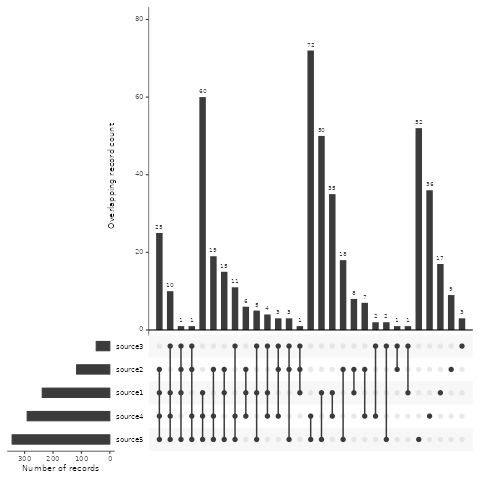 80
60
40
20
0
Overlapping record count
25 10 1 1 60 19 15 11 6 5 4 3 3 1 72 50 35 18 8 7 2 2 1 1 52 36 17 9 3
source3
source2
source1
source4
source5
300 200 100 0
Number of records